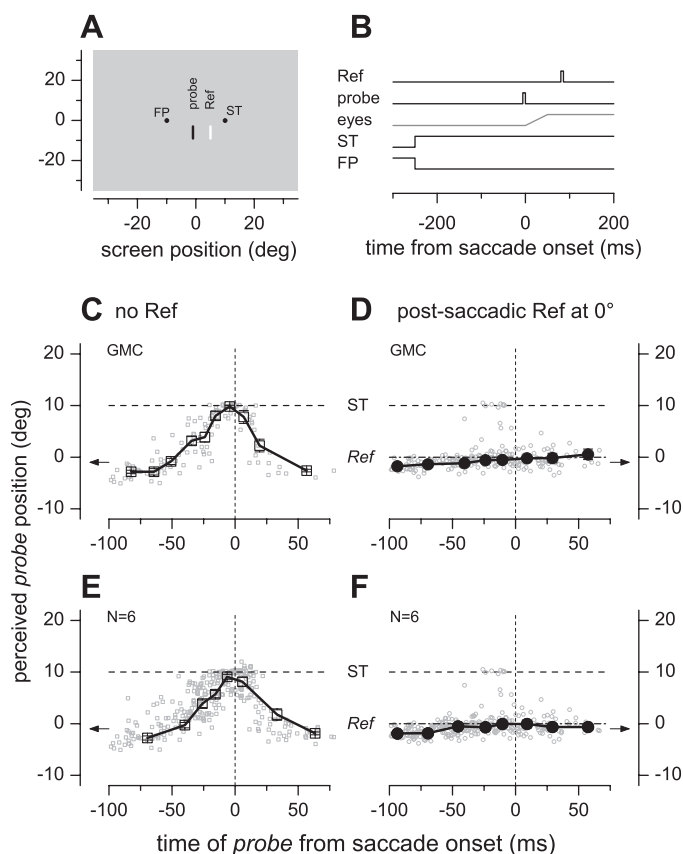 A
20
0
-20
FP
probe
Ref
ST
-20 0 20
screen position (deg)
B
Ref
probe
eyes
ST
FP
-200 0 200
time from saccade onset (ms)
C no Ref
GMC
20
10
0
-10
-100 -50 0 50
D post-saccadic Ref at 0°
GMC
ST
Ref
20
10
0
-10
-100 -50 0 50
perceived probe position (deg)
E
N=6
20
10
0
-10
-100 -50 0 50
F
N=6
ST
Ref
20
10
0
-10
-100 -50 0 50
time of probe from saccade onset (ms)